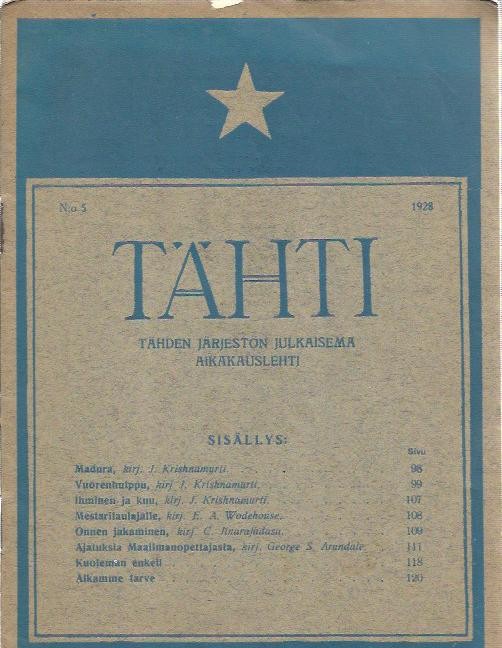 N:o 5
1928
TÄHTI
TÄHDEN JÄRJESTÖN JULKAISEMA
AIKAKAUSLEHTI
SISÄLLYS:
Sivu
Madura, kirj. J. Krishnamurti. 98
Vuorenhuippu, kirj J. Krishnamurti. 99
Ihminen ja kuu, kirj. J. Krishnamurti. 107
Mestarilaulajalle, kirj. E. A. Wodehouse. 108
Onnen jakaminen, kirj. C. Jinarajadasa. 109
Ajatuksia Maailmanopettajasta, kirj. George S. Arundale 111
Kuoleman enkeli 118
Aikamme tarve 120